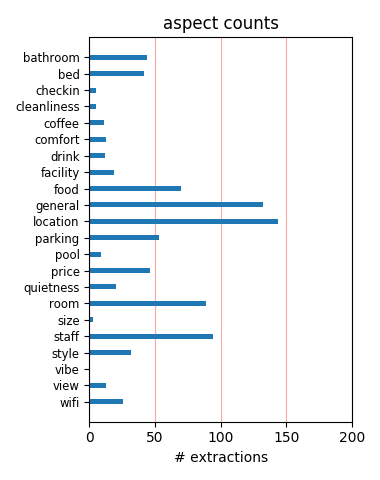 aspect counts
bathroom
bed
checkin
cleanliness
coffee
comfort
drink
facility
food
general
location
parking
pool
price
quietness
room
size
staff
style
vibe
view
wifi
0 50 100 150 200
# extractions